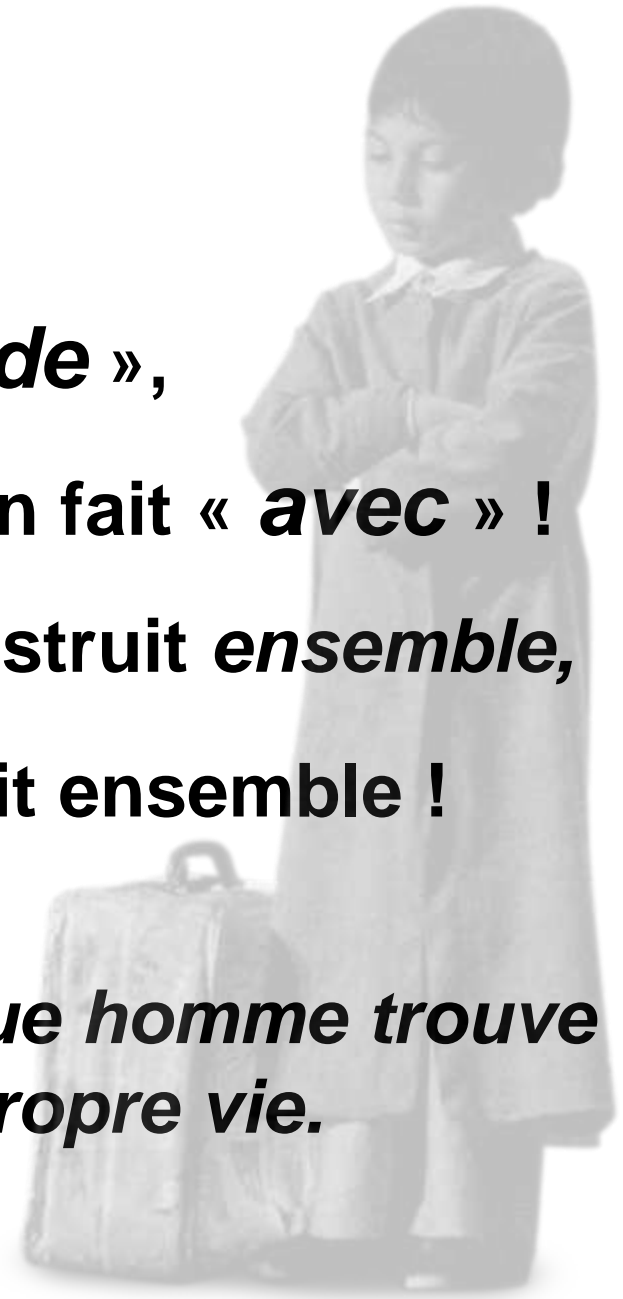 de »,
n fait « avec » !
struit ensemble,
it ensemble !
ue homme trouve
ropre vie.